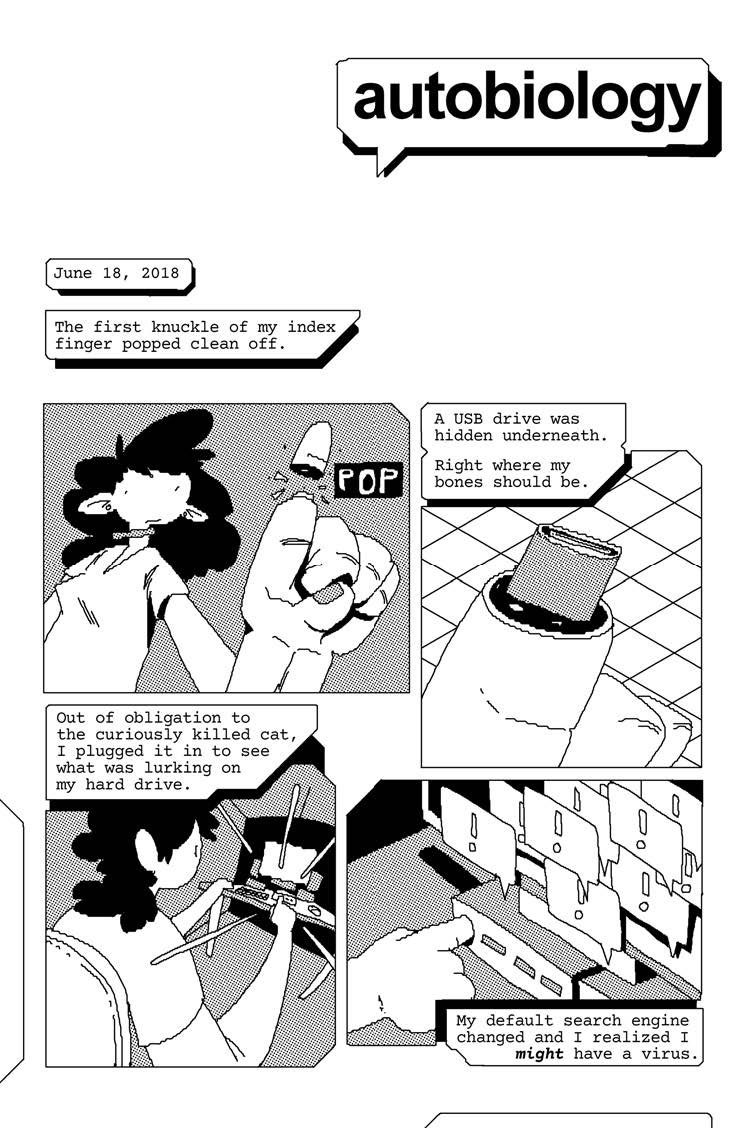 autobiology
June 18, 2018
The first knuckle of my index
finger popped clean off.
POP
A USB drive was
hidden underneath.
Right where my
bones should be.
Out of obligation to
the curiously killed cat,
I plugged it in to see
what was lurking on
my hard drive.
!
!
!
!
!
!
My default search engine
changed and I realized I
might have a virus.